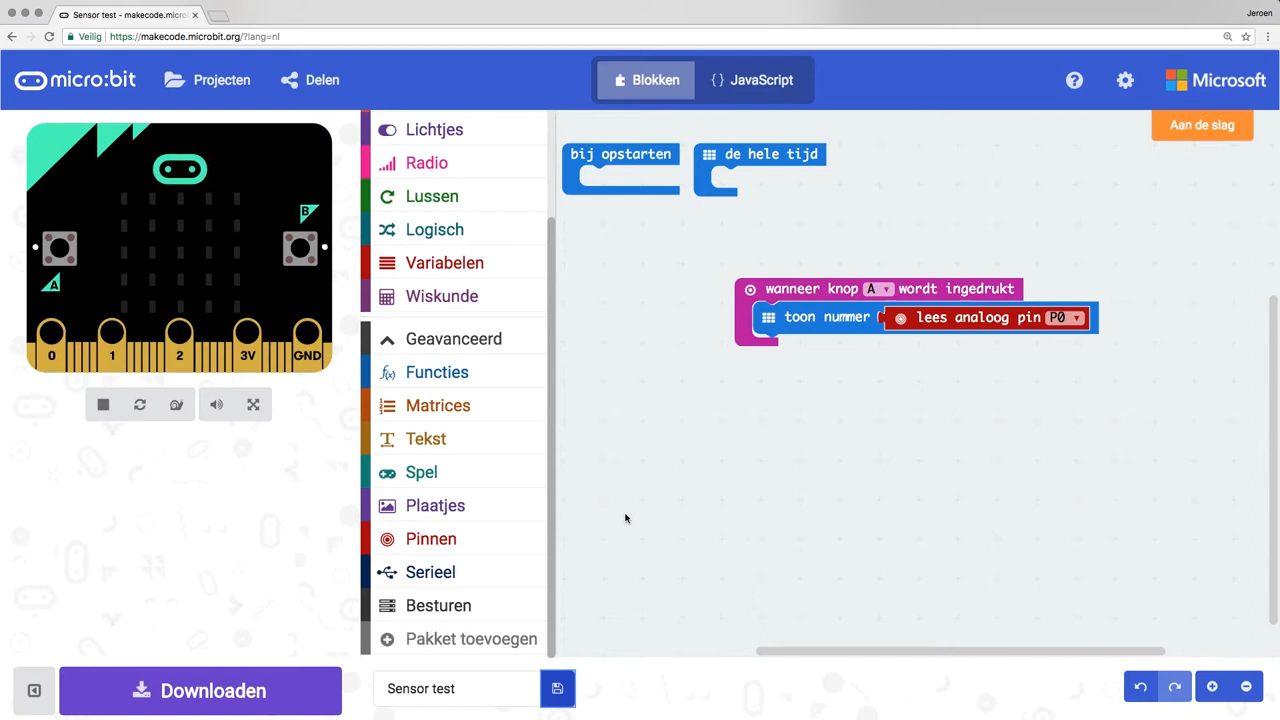 Sensor test - makecode.micro:
Jeroen
Veilig https://makecode.microbit.org/?lang=nl
micro:bit
Projecten
Delen
Blokken
{ } JavaScript
?
Microsoft
Aan de slag
B
A
0 1 2 3V GND
Lichtjes
Radio
Lussen
Logisch
Variabelen
Wiskunde
Geavanceerd
f(x) Functies
Matrices
Tekst
Spel
Plaatjes
Pinnen
Serieel
Besturen
Pakket toevoegen
bij opstarten
de hele tijd
wanneer knop A wordt ingedrukt
toon nummer lees analoog pin P0
Downloaden
Sensor test